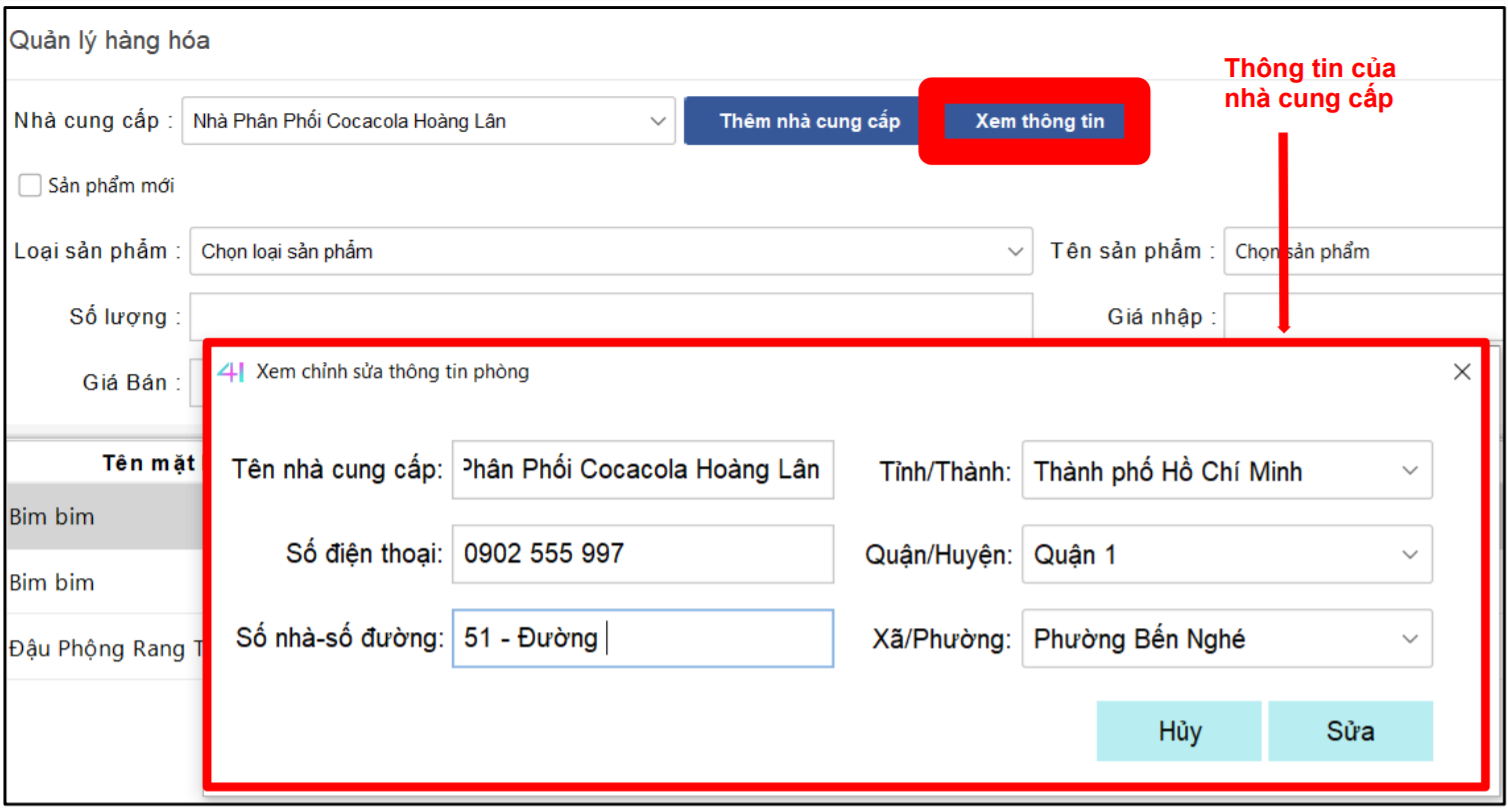 Quản lý hàng hóa
Thông tin của
nhà cung cấp
Nhà cung cấp : Nhà Phân Phối Cocacola Hoàng Lân Thêm nhà cung cấp Xem thông tin
Sản phẩm mới
Loại sản phẩm : Chọn loại sản phẩm Tên sản phẩm : Chọn sản phẩm
Số lượng : Giá nhập :
Giá Bán :
4H Xem chỉnh sửa thông tin phòng
Tên mặt
Tên nhà cung cấp: Phân Phối Cocacola Hoàng Lân Tỉnh/Thành: Thành phố Hồ Chí Minh
Bim bim
Số điện thoại: 0902 555 997 Quận/Huyện: Quận 1
Bim bim
Số nhà-số đường: 51 - Đường Xã/Phường: Phường Bến Nghé
Đậu Phộng Rang
Hủy Sửa